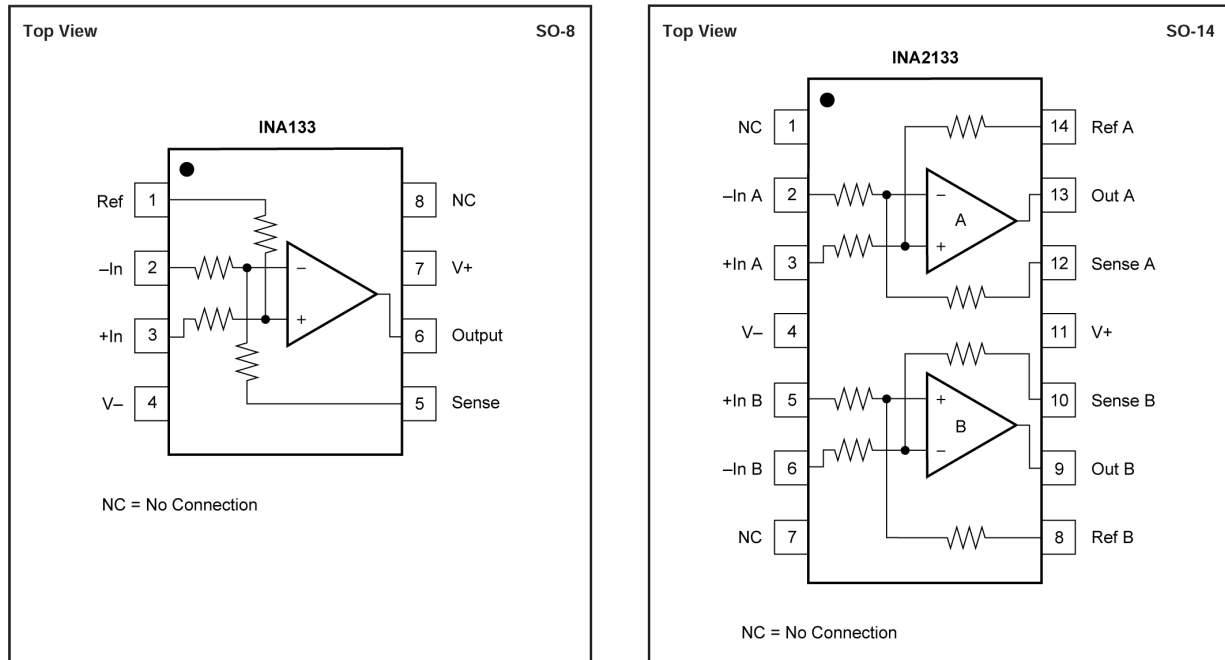 Top View SO-8
INA133
Ref 1 8 NC
–In 2 7 V+
+In 3 6 Output
V– 4 5 Sense
– +
NC = No Connection
Top View SO-14
INA2133
NC 1 14 Ref A
–In A 2 – 13 Out A
A
+In A 3 + 12 Sense A
V– 4 11 V+
+In B 5 + 10 Sense B
B
–In B 6 – 9 Out B
NC 7 8 Ref B
NC = No Connection